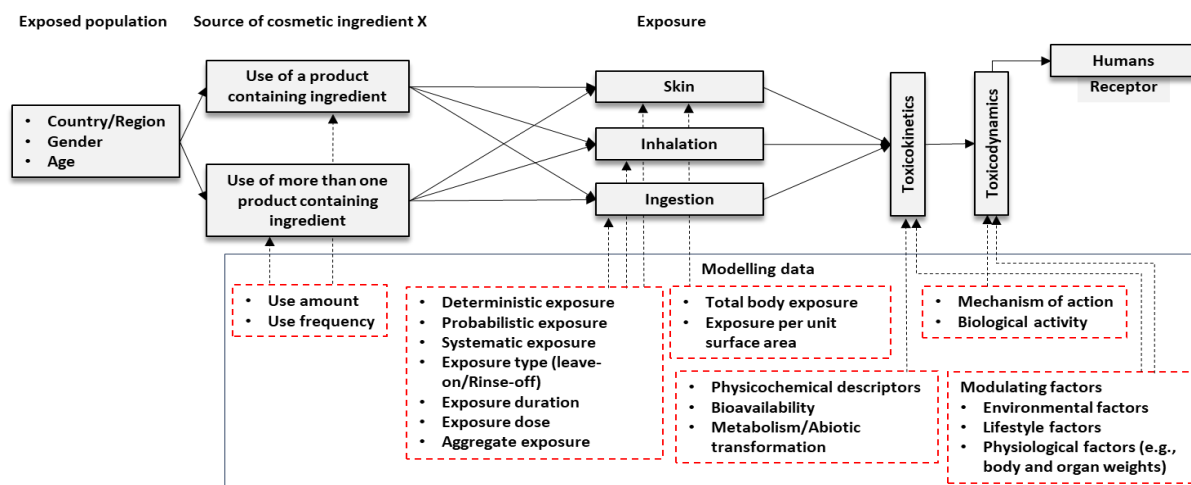 Exposed population
Source of cosmetic ingredient X
Exposure
• Country/Region
• Gender
• Age
Use of a product
containing ingredient
Use of more than one
product containing
ingredient
Skin
Inhalation
Ingestion
Toxicokinetics
Toxicodynamics
Humans
Receptor
Modelling data
• Use amount
• Use frequency
• Deterministic exposure
• Probabilistic exposure
• Systematic exposure
• Exposure type (leave-
on/Rinse-off)
• Exposure duration
• Exposure dose
• Aggregate exposure
• Total body exposure
• Exposure per unit
surface area
• Physicochemical descriptors
• Bioavailability
• Metabolism/Abiotic
transformation
• Mechanism of action
• Biological activity
Modulating factors
• Environmental factors
• Lifestyle factors
• Physiological factors (e.g.,
body and organ weights)